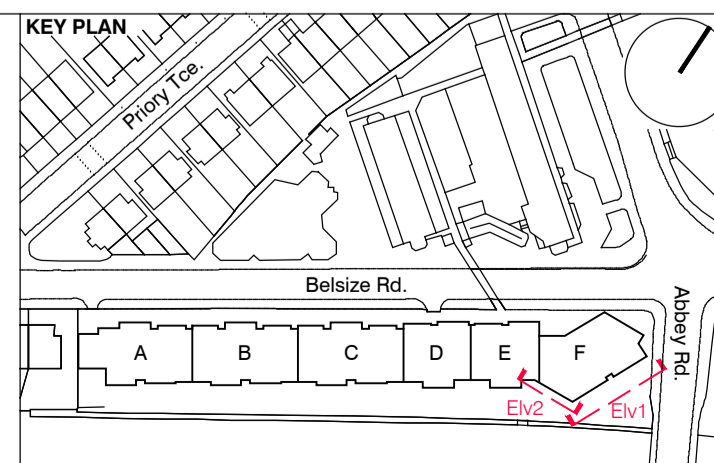 KEY PLAN
Priory Tce.
Belsize Rd.
Abbey Rd.
A
B
C
D
E
F
Elv2
Elv1